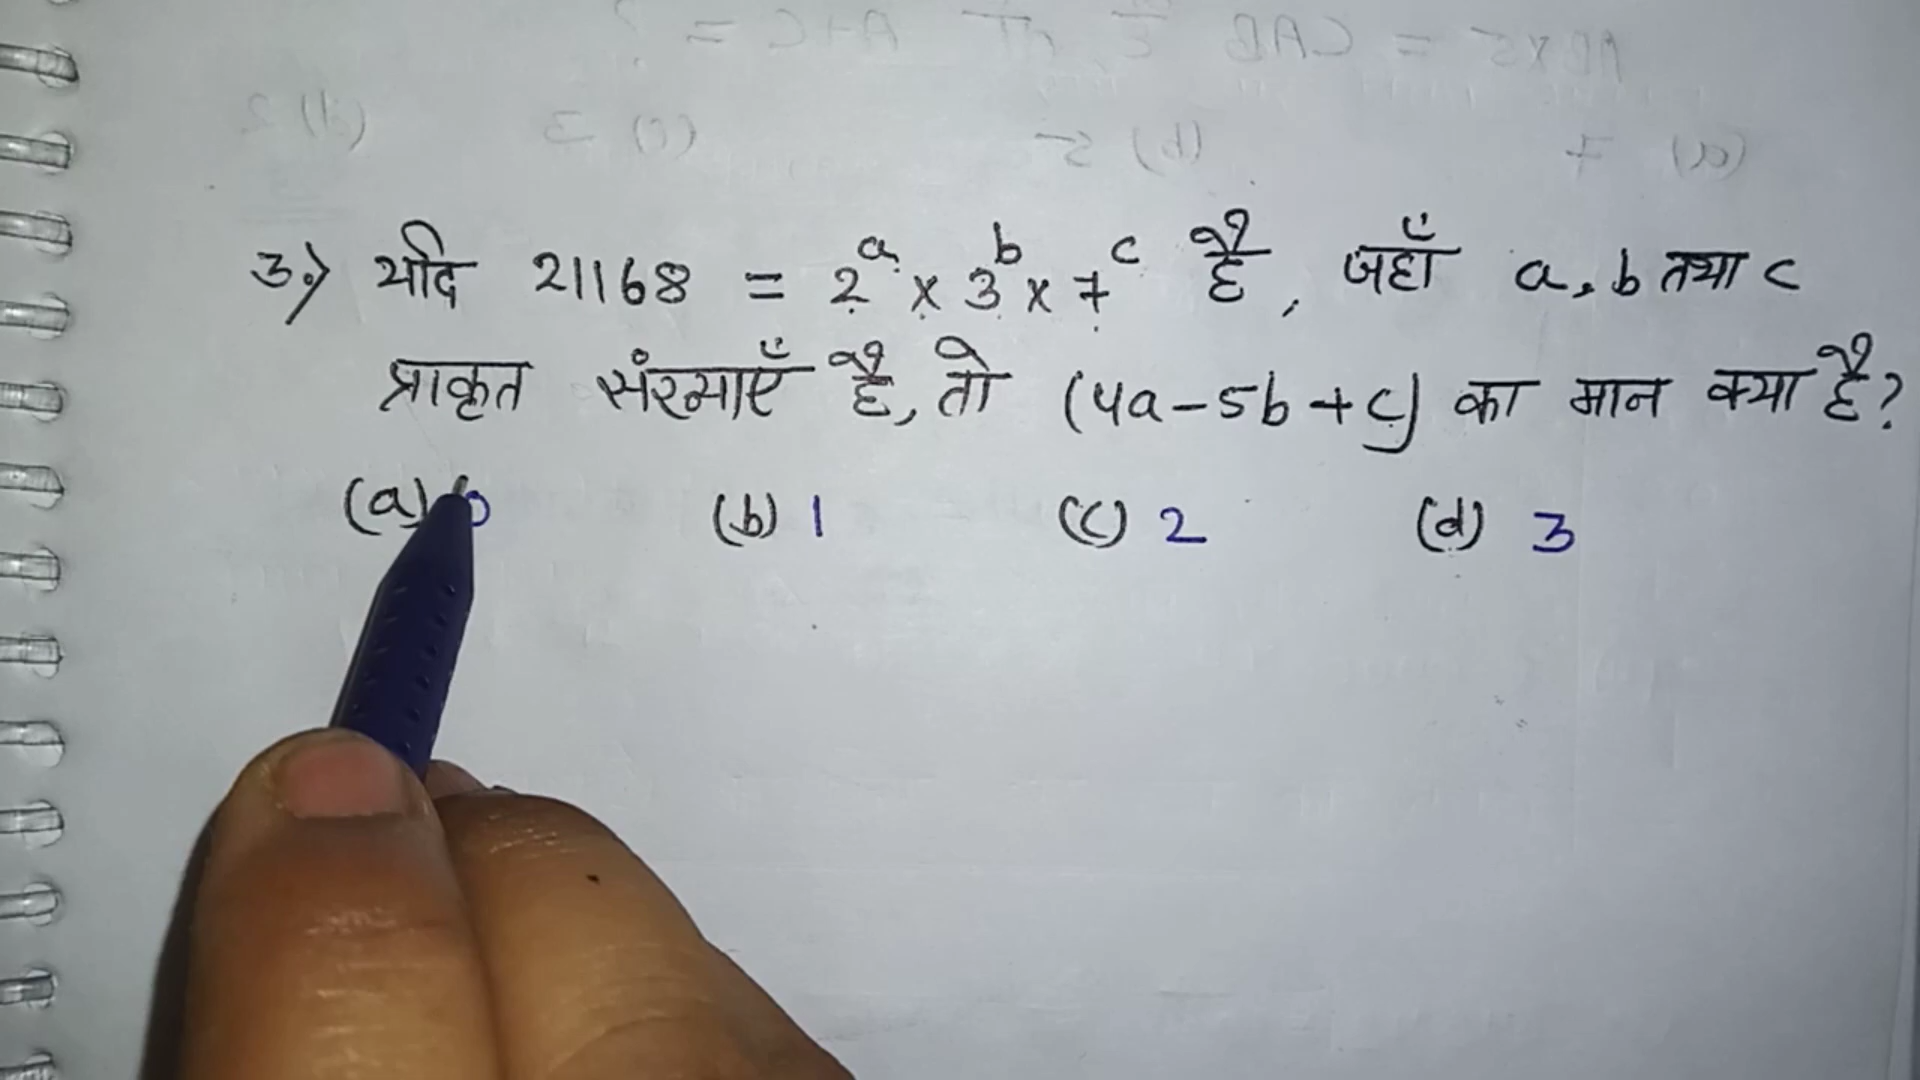 3.) यदि 21168 = 2^a x 3^b x 7^c है, जहाँ a, b तथा c
प्राकृत संख्याएँ है, तो (4a-5b+c) का मान क्या है?
(a) 0 (b) 1 (c) 2 (d) 3